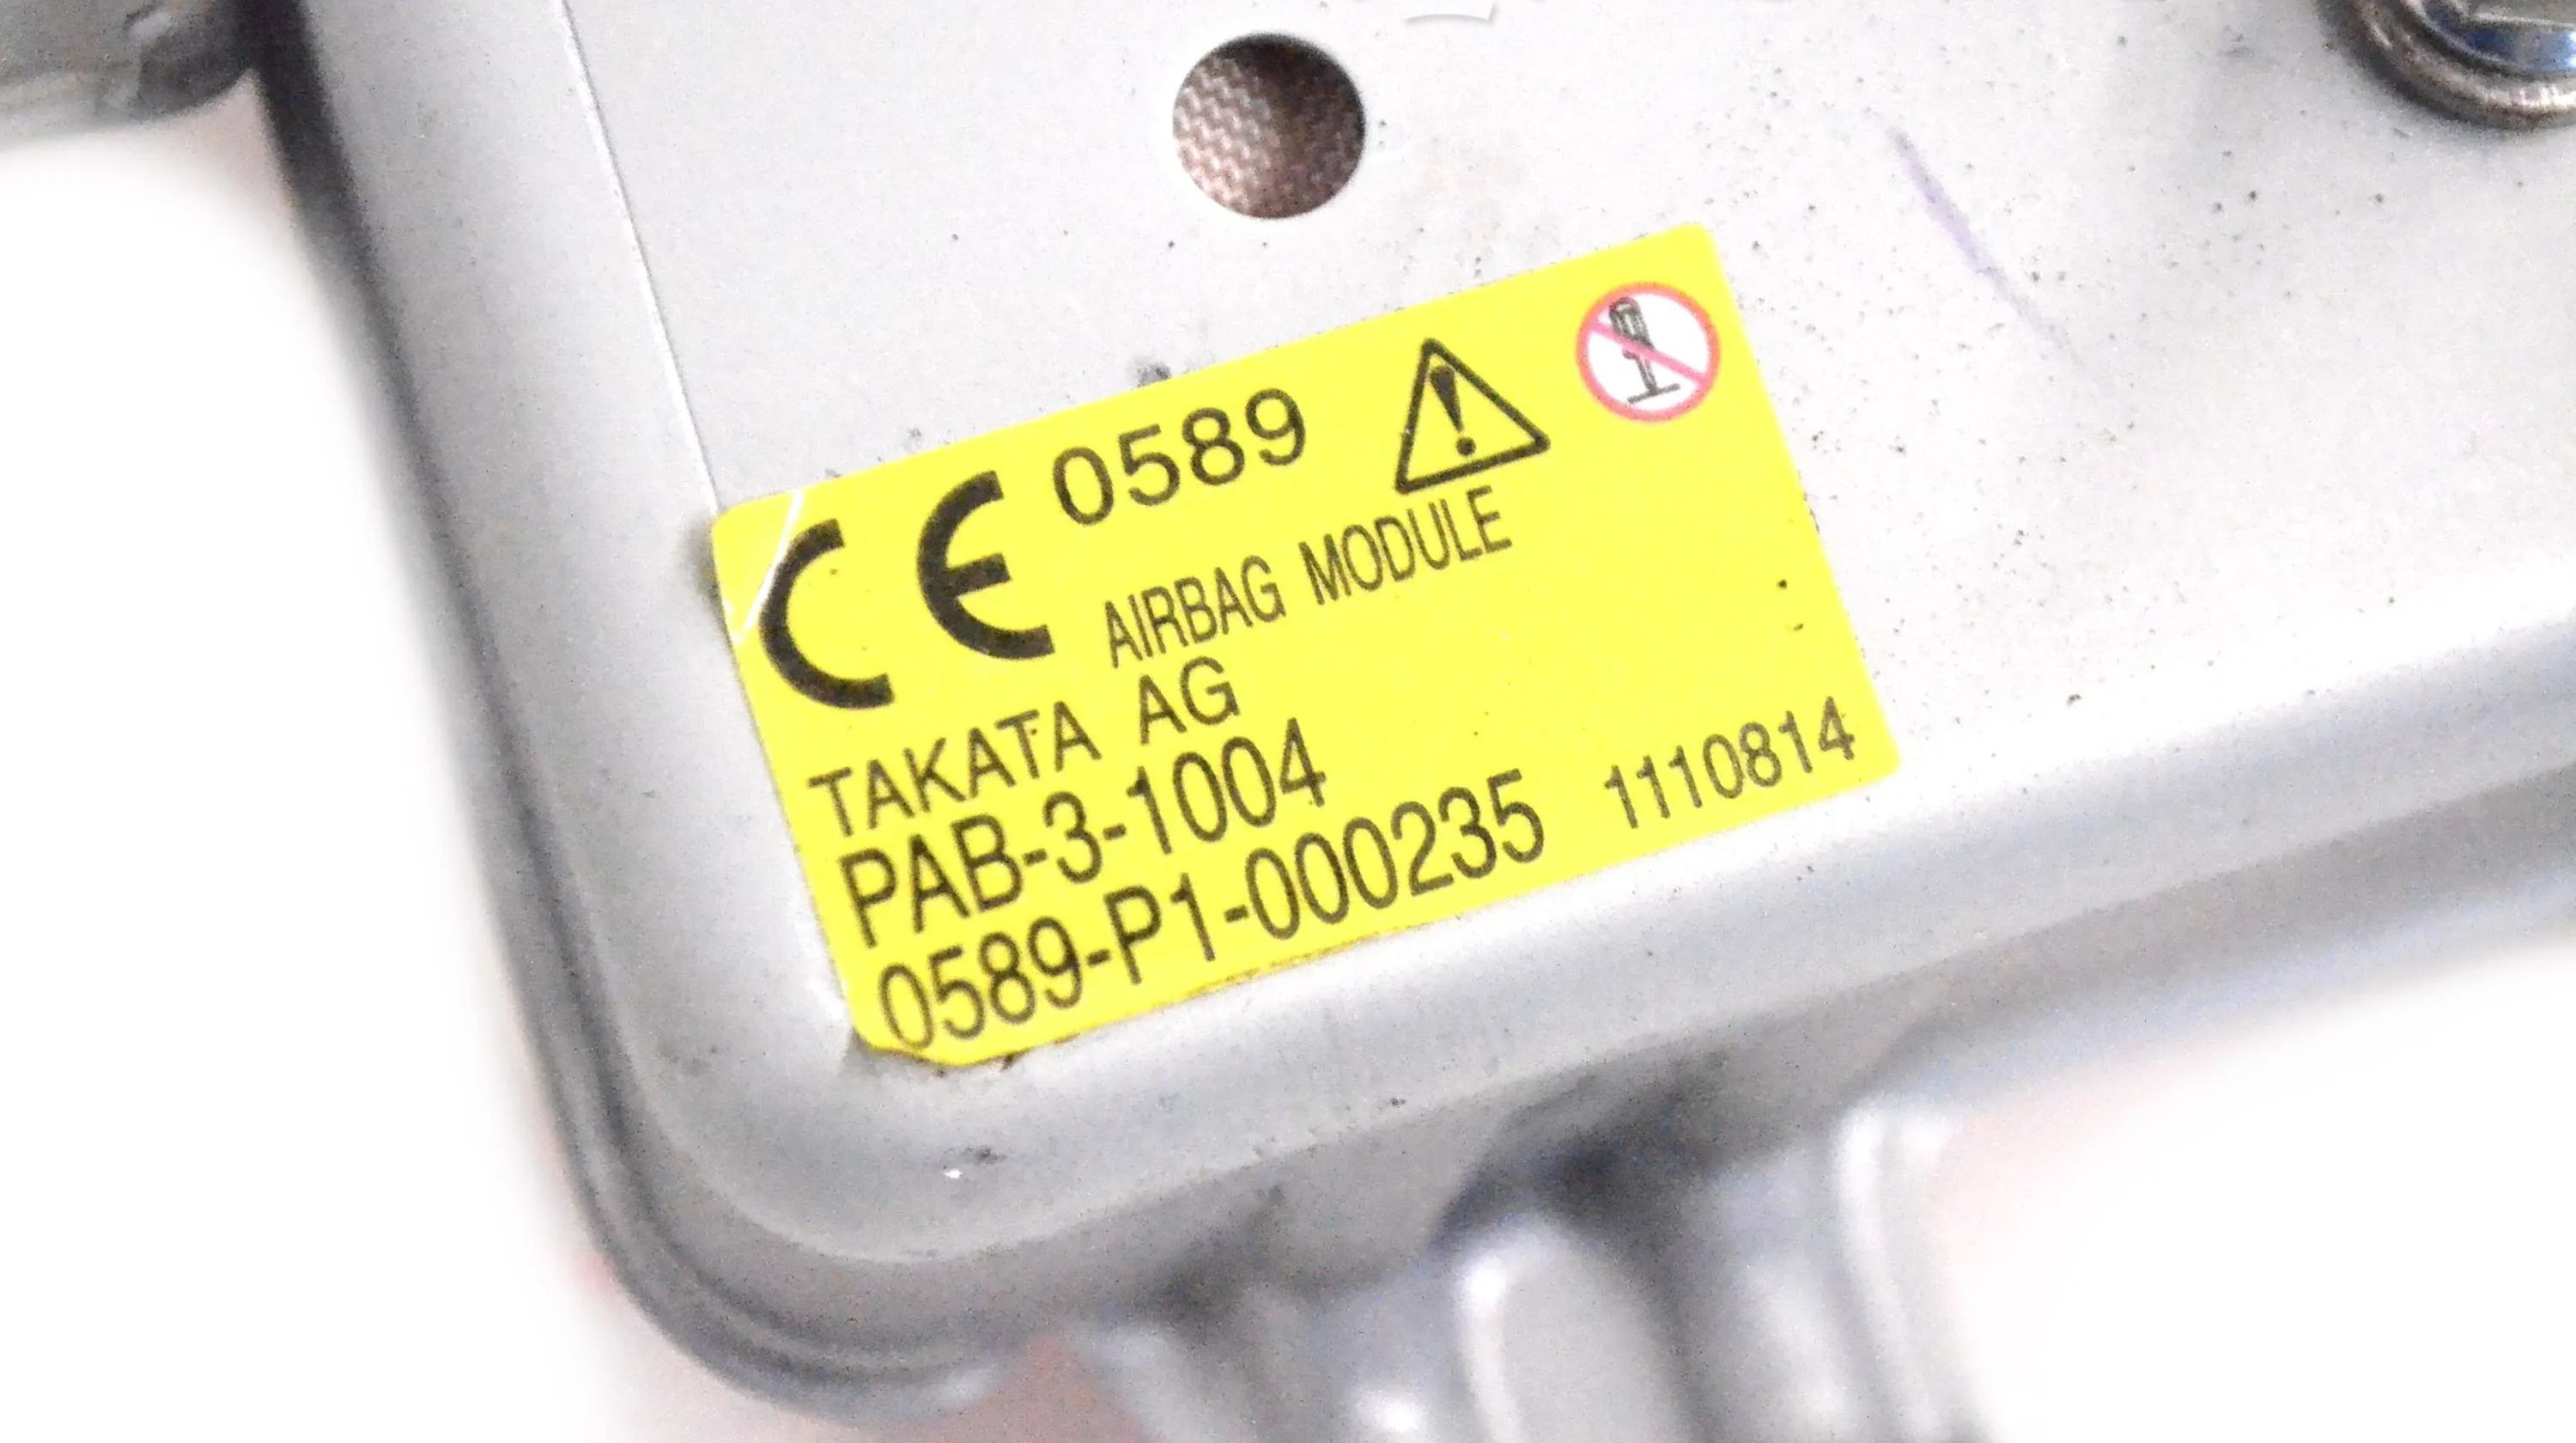 CE 0589
AIRBAG MODULE
TAKATA AG
PAB-3-1004
0589-P1-000235 1110814